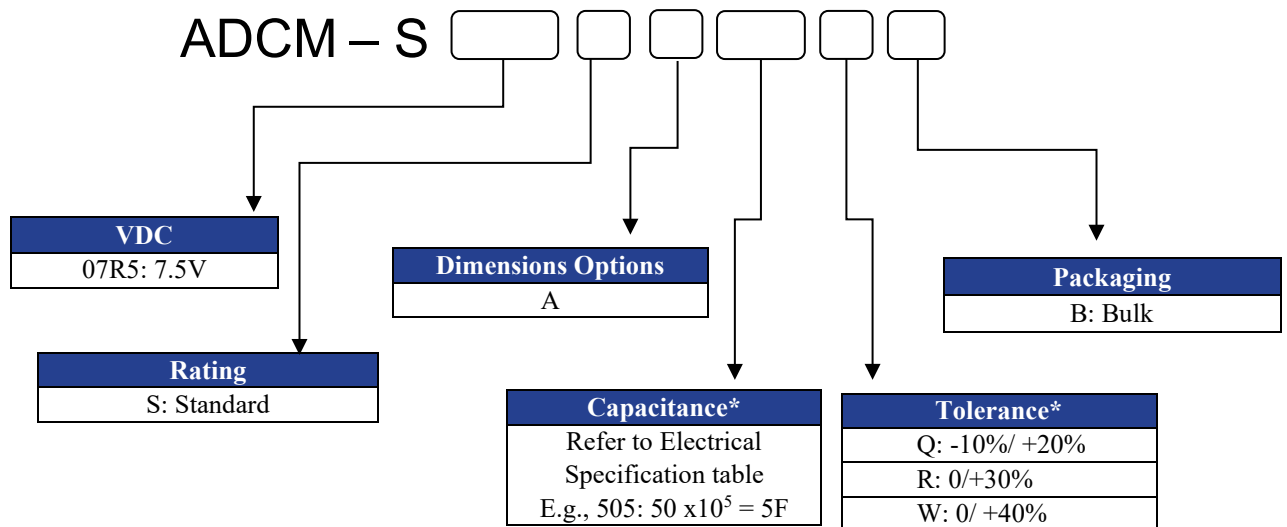 ADCM – S
VDC
07R5: 7.5V
Rating
S: Standard
Dimensions Options
A
Capacitance*
Refer to Electrical
Specification table
E.g., 505: 50 x10⁵ = 5F
Tolerance*
Q: -10%/ +20%
R: 0/+30%
W: 0/ +40%
Packaging
B: Bulk